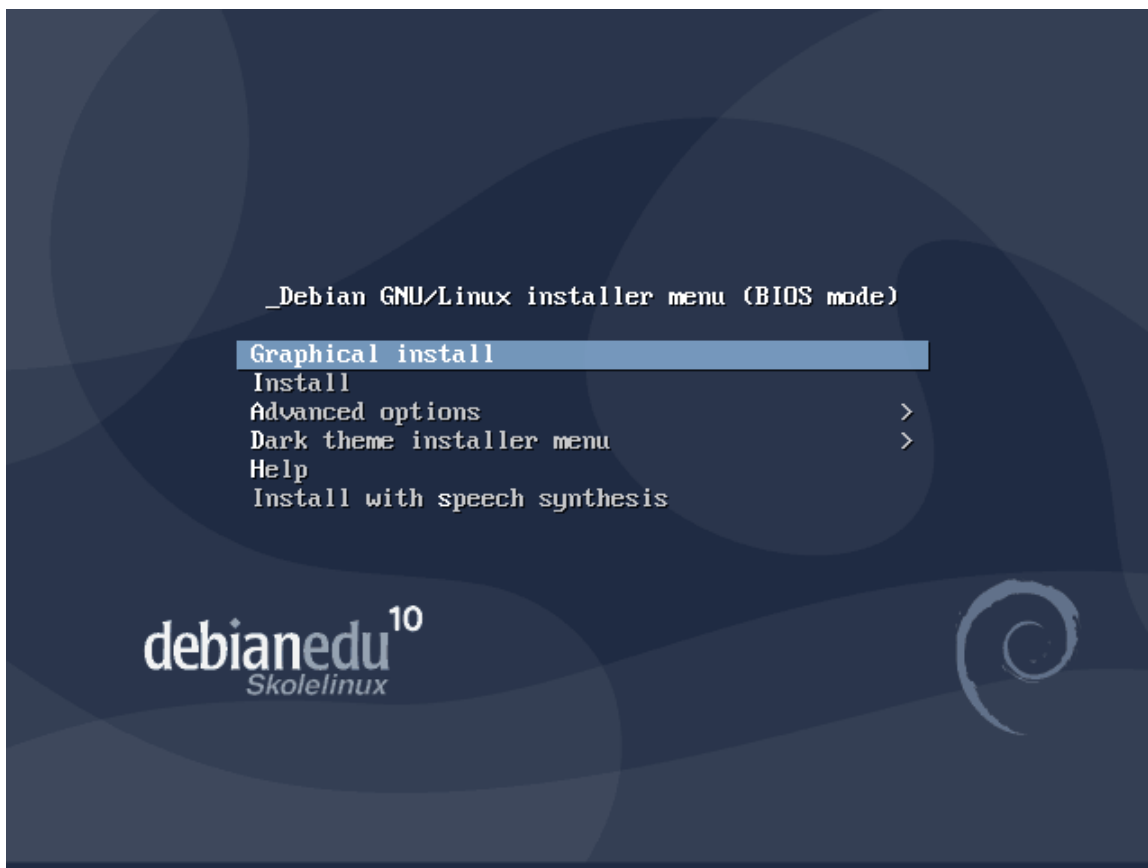 _Debian GNU/Linux installer menu (BIOS mode)
Graphical install
Install
Advanced options >
Dark theme installer menu >
Help
Install with speech synthesis
debianedu 10
Skolelinux